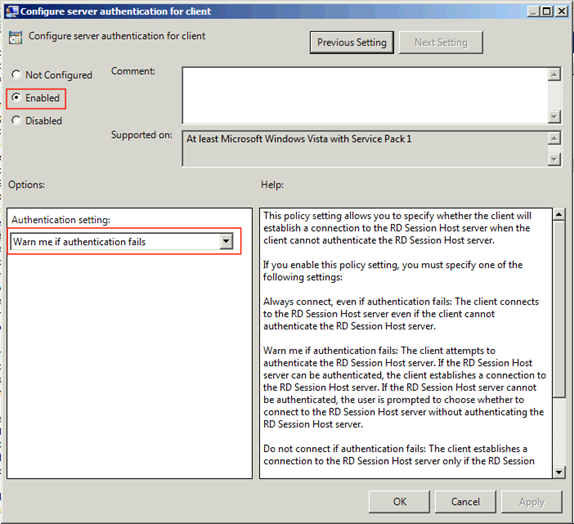 Configure server authentication for client
Configure server authentication for client
Previous Setting
Next Setting
Not Configured
Comment:
Enabled
Disabled
Supported on:
At least Microsoft Windows Vista with Service Pack 1
Options:
Help:
Authentication setting:
Warn me if authentication fails
This policy setting allows you to specify whether the client will
establish a connection to the RD Session Host server when the
client cannot authenticate the RD Session Host server.
If you enable this policy setting, you must specify one of the
following settings:
Always connect, even if authentication fails: The client connects
to the RD Session Host server even if the client cannot
authenticate the RD Session Host server.
Warn me if authentication fails: The client attempts to
authenticate the RD Session Host server. If the RD Session Host
server can be authenticated, the client establishes a connection to
the RD Session Host server. If the RD Session Host server cannot
be authenticated, the user is prompted to choose whether to
connect to the RD Session Host server without authenticating the
RD Session Host server.
Do not connect if authentication fails: The client establishes a
connection to the RD Session Host server only if the RD Session
OK
Cancel
Apply